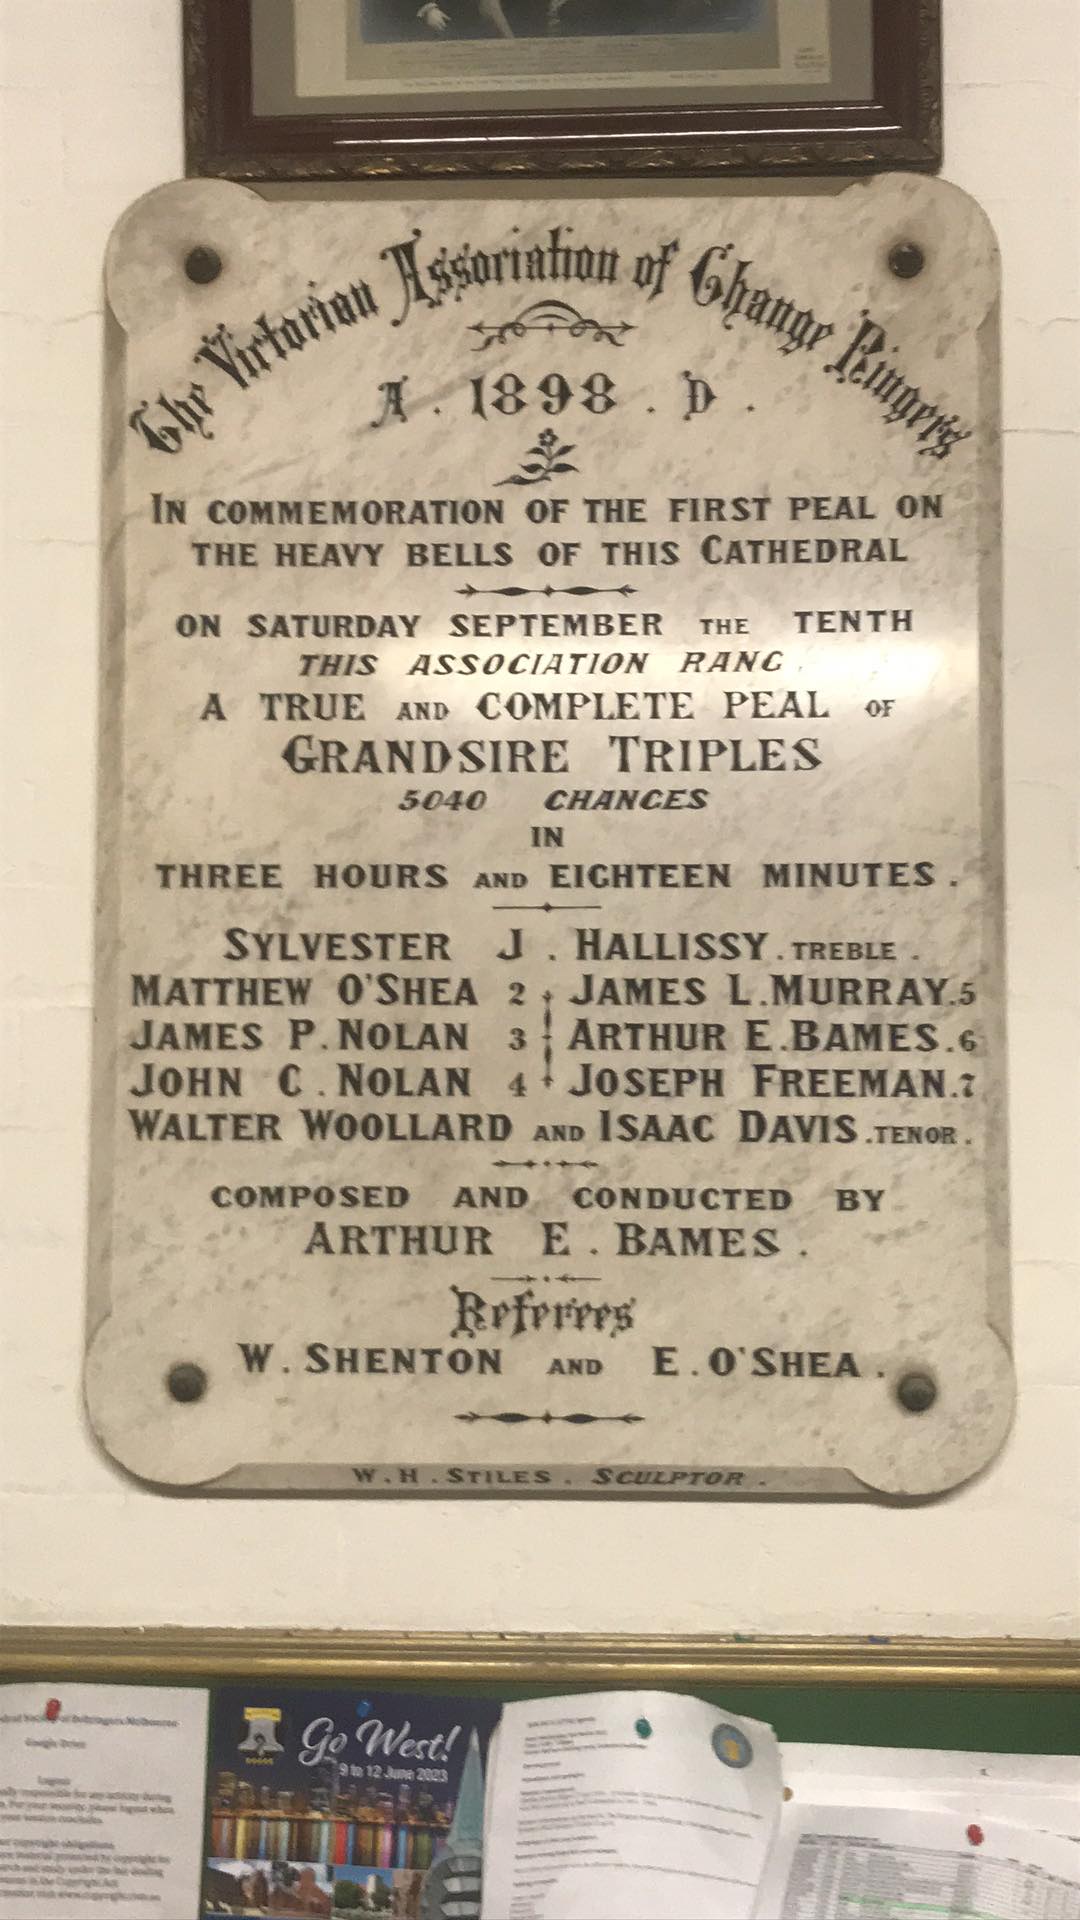 The Victorian Association of Change Ringers
A . 1898 . D .
IN COMMEMORATION OF THE FIRST PEAL ON
THE HEAVY BELLS OF THIS CATHEDRAL
ON SATURDAY SEPTEMBER THE TENTH
THIS ASSOCIATION RANG
A TRUE AND COMPLETE PEAL OF
GRANDSIRE TRIPLES
5040 CHANGES
IN
THREE HOURS AND EIGHTEEN MINUTES .
SYLVESTER J . HALLISSY . TREBLE .
MATTHEW O'SHEA 2 JAMES L. MURRAY. 5
JAMES P. NOLAN 3 ARTHUR E. BAMES. 6
JOHN C. NOLAN 4 JOSEPH FREEMAN. 7
WALTER WOOLLARD AND ISAAC DAVIS . TENOR .
COMPOSED AND CONDUCTED BY
ARTHUR E . BAMES .
Referees
W. SHENTON AND E. O'SHEA .
W. H. STILES . SCULPTOR .
Google Drive
Logout
Go West!
9 to 12 June 2023